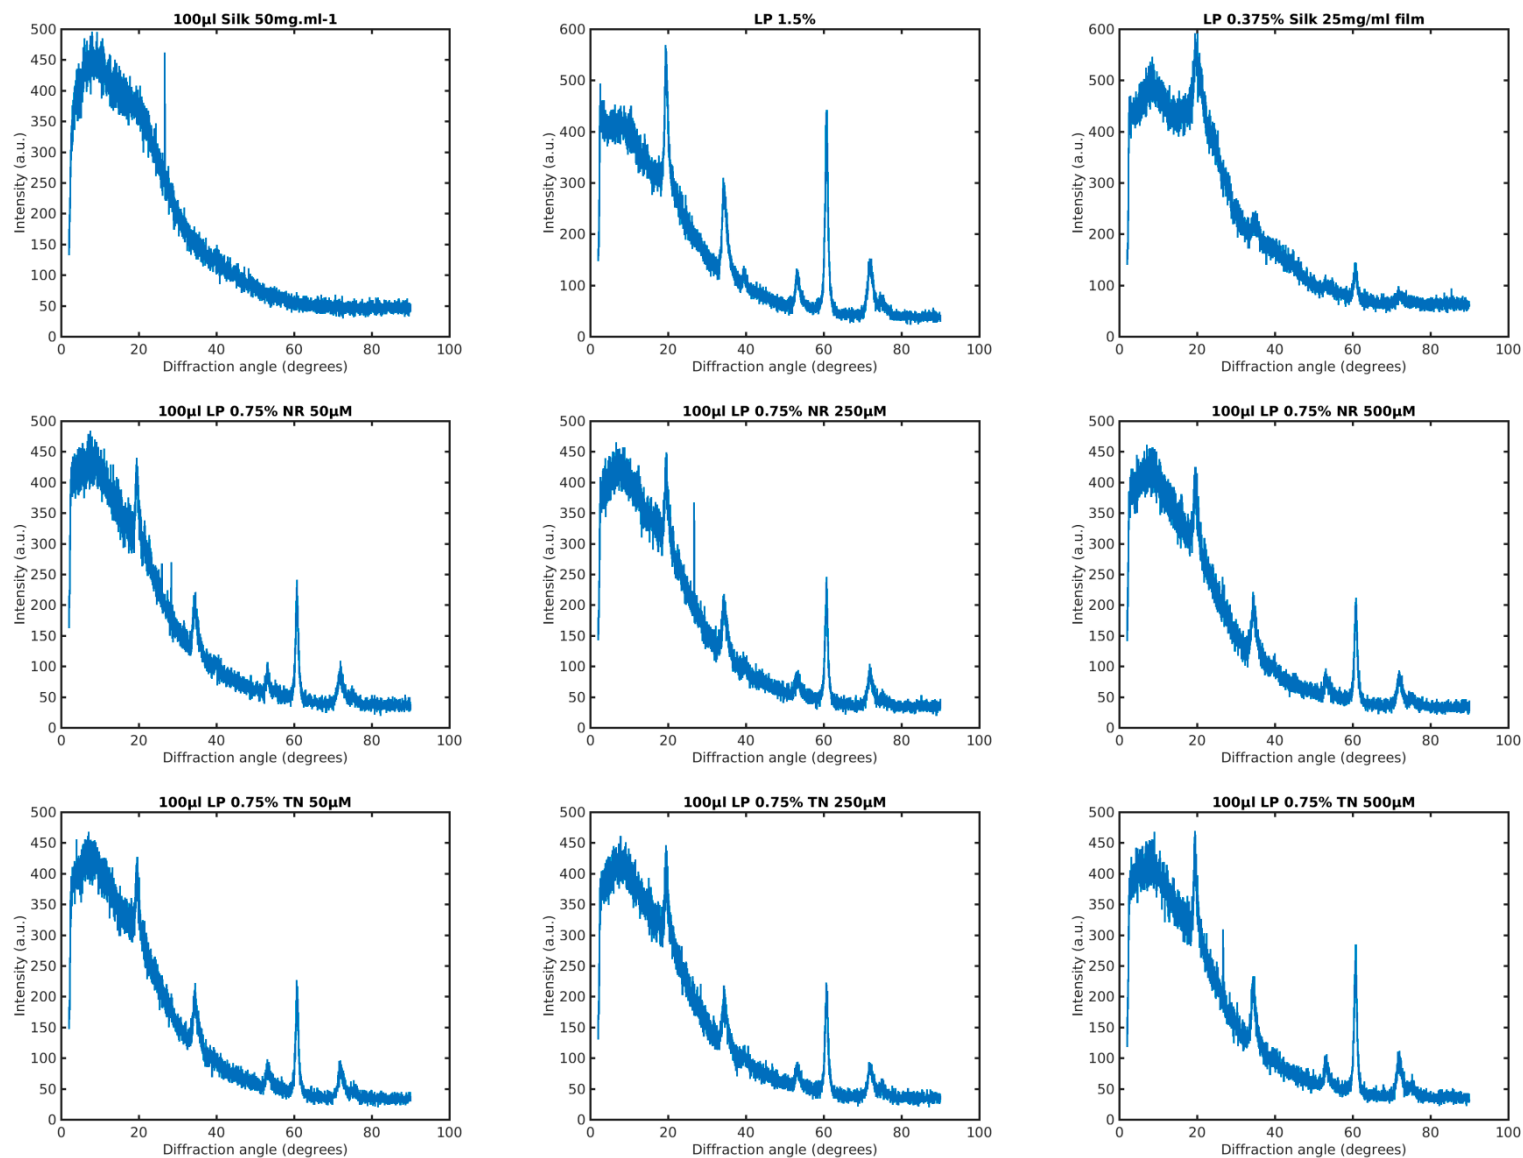 100µl Silk 50mg.ml-1
500
450
400
350
300
250
200
150
100
50
0
Intensity (a.u.)
0 20 40 60 80 100
Diffraction angle (degrees)
LP 1.5%
600
500
400
300
200
100
0
Intensity (a.u.)
0 20 40 60 80 100
Diffraction angle (degrees)
LP 0.375% Silk 25mg/ml film
600
500
400
300
200
100
0
Intensity (a.u.)
0 20 40 60 80 100
Diffraction angle (degrees)
100µl LP 0.75% NR 50µM
500
450
400
350
300
250
200
150
100
50
0
Intensity (a.u.)
0 20 40 60 80 100
Diffraction angle (degrees)
100µl LP 0.75% NR 250µM
500
450
400
350
300
250
200
150
100
50
0
Intensity (a.u.)
0 20 40 60 80 100
Diffraction angle (degrees)
100µl LP 0.75% NR 500µM
500
450
400
350
300
250
200
150
100
50
0
Intensity (a.u.)
0 20 40 60 80 100
Diffraction angle (degrees)
100µl LP 0.75% TN 50µM
500
450
400
350
300
250
200
150
100
50
0
Intensity (a.u.)
0 20 40 60 80 100
Diffraction angle (degrees)
100µl LP 0.75% TN 250µM
500
450
400
350
300
250
200
150
100
50
0
Intensity (a.u.)
0 20 40 60 80 100
Diffraction angle (degrees)
100µl LP 0.75% TN 500µM
500
450
400
350
300
250
200
150
100
50
0
Intensity (a.u.)
0 20 40 60 80 100
Diffraction angle (degrees)